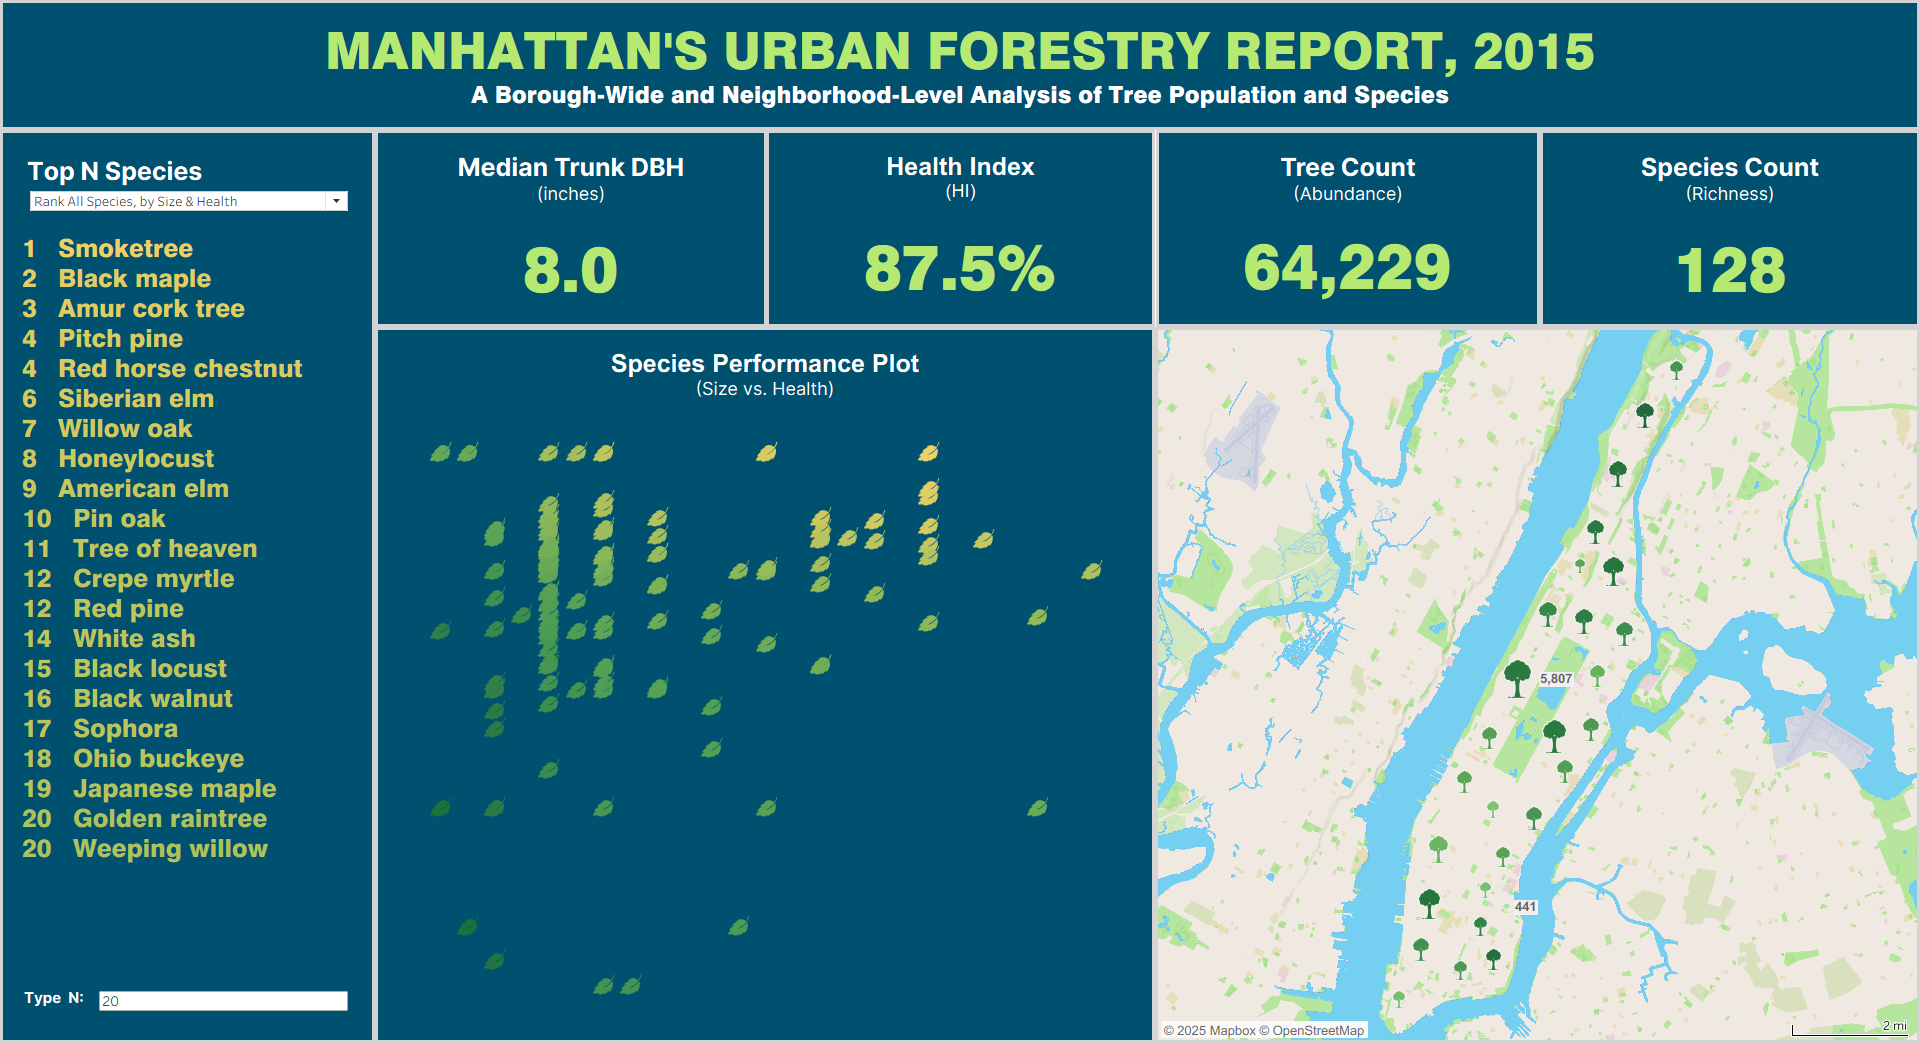 MANHATTAN'S URBAN FORESTRY REPORT, 2015
A Borough-Wide and Neighborhood-Level Analysis of Tree Population and Species
Top N Species
Rank All Species, by Size & Health
1 Smoketree
2 Black maple
3 Amur cork tree
4 Pitch pine
4 Red horse chestnut
6 Siberian elm
7 Willow oak
8 Honeylocust
9 American elm
10 Pin oak
11 Tree of heaven
12 Crepe myrtle
12 Red pine
14 White ash
15 Black locust
16 Black walnut
17 Sophora
18 Ohio buckeye
19 Japanese maple
20 Golden raintree
20 Weeping willow
Type N: 20
Median Trunk DBH
(inches)
8.0
Health Index
(HI)
87.5%
Tree Count
(Abundance)
64,229
Species Count
(Richness)
128
Species Performance Plot
(Size vs. Health)
5,807
441
© 2025 Mapbox © OpenStreetMap
2 mi